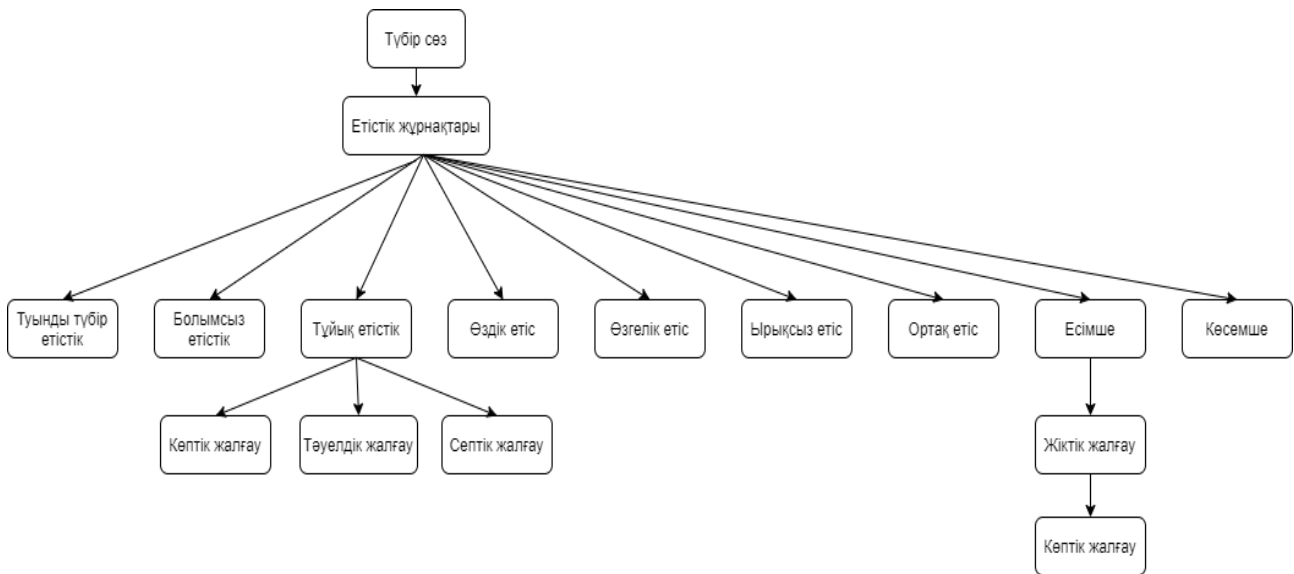 Түбір сөз
Етістік жұрнақтары
Туынды түбір
етістік
Болымсыз
етістік
Тұйық етістік
Өздік етіс
Өзгелік етіс
Ырықсыз етіс
Ортақ етіс
Есімше
Көсемше
Көптік жалғау
Тәуелдік жалғау
Септік жалғау
Жіктік жалғау
Көптік жалғау